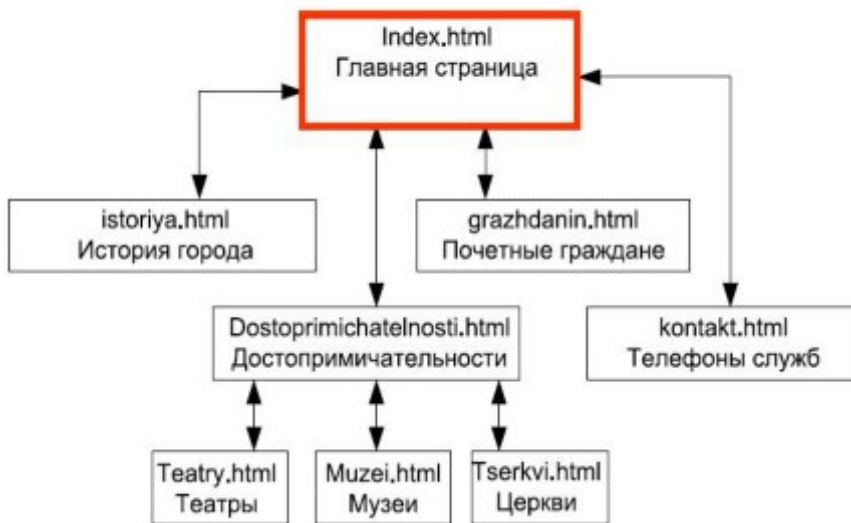 Index.html
Главная страница
istoriya.html
История города
grazhdanin.html
Почетные граждане
Dostoprimichatelnosti.html
Достопримичательности
kontakt.html
Телефоны служб
Teatry.html
Театры
Muzei.html
Музеи
Tserkvi.html
Церкви